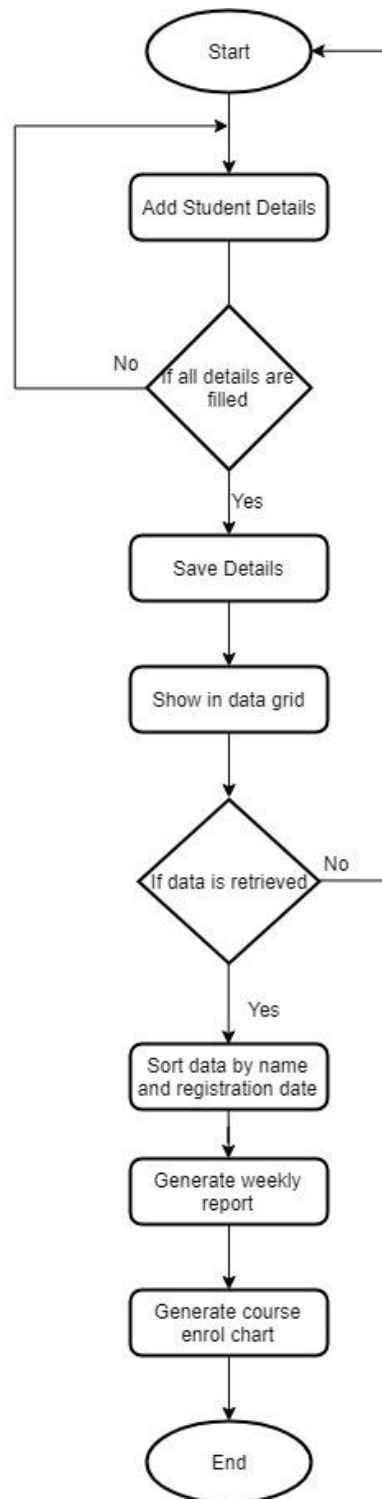 Start
Add Student Details
No
If all details are
filled
Yes
Save Details
Show in data grid
If data is retrieved
No
Yes
Sort data by name
and registration date
Generate weekly
report
Generate course
enrol chart
End